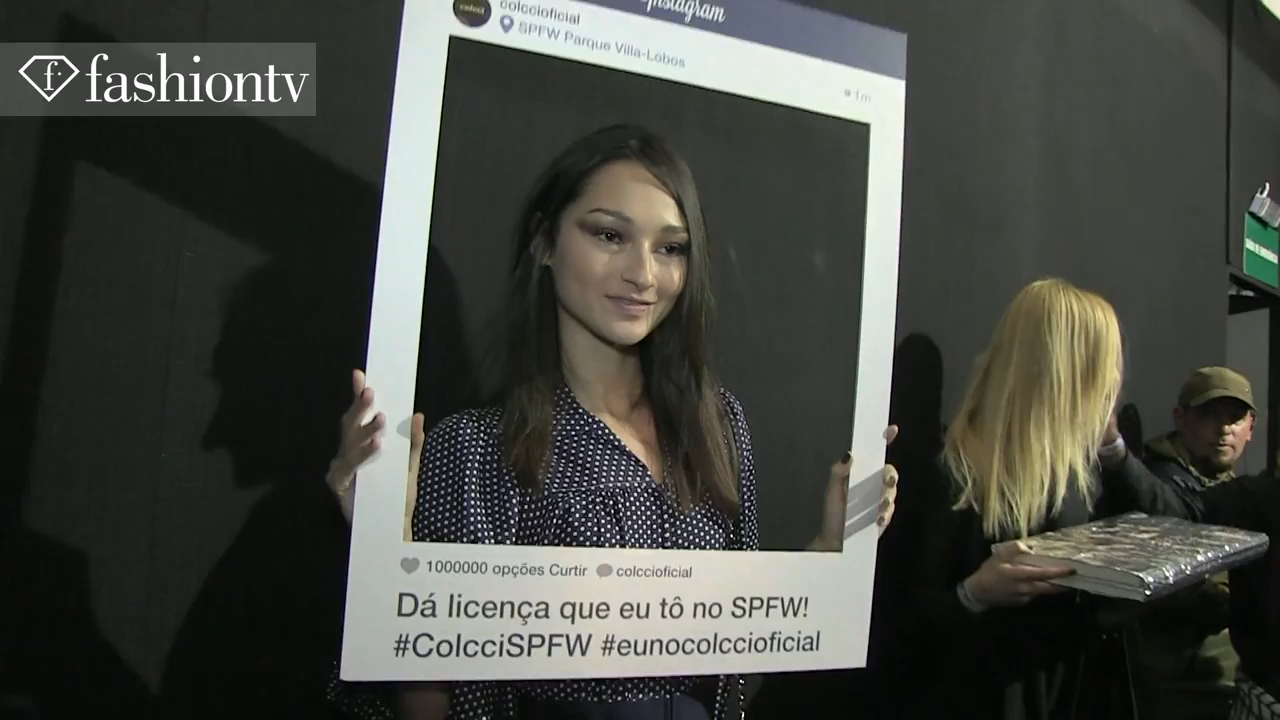 fashiontv
Instagram
colccioficial
SPFW Parque Villa-Lobos
1m
1000000 opções Curtir colccioficial
Dá licença que eu tô no SPFW!
#ColcciSPFW #eunocolccioficial